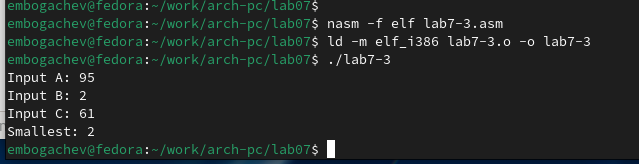 embogachev@fedora:~/work/arch-pc/lab07$
embogachev@fedora:~/work/arch-pc/lab07$ nasm -f elf lab7-3.asm
embogachev@fedora:~/work/arch-pc/lab07$ ld -m elf_i386 lab7-3.o -o lab7-3
embogachev@fedora:~/work/arch-pc/lab07$ ./lab7-3
Input A: 95
Input B: 2
Input C: 61
Smallest: 2
embogachev@fedora:~/work/arch-pc/lab07$